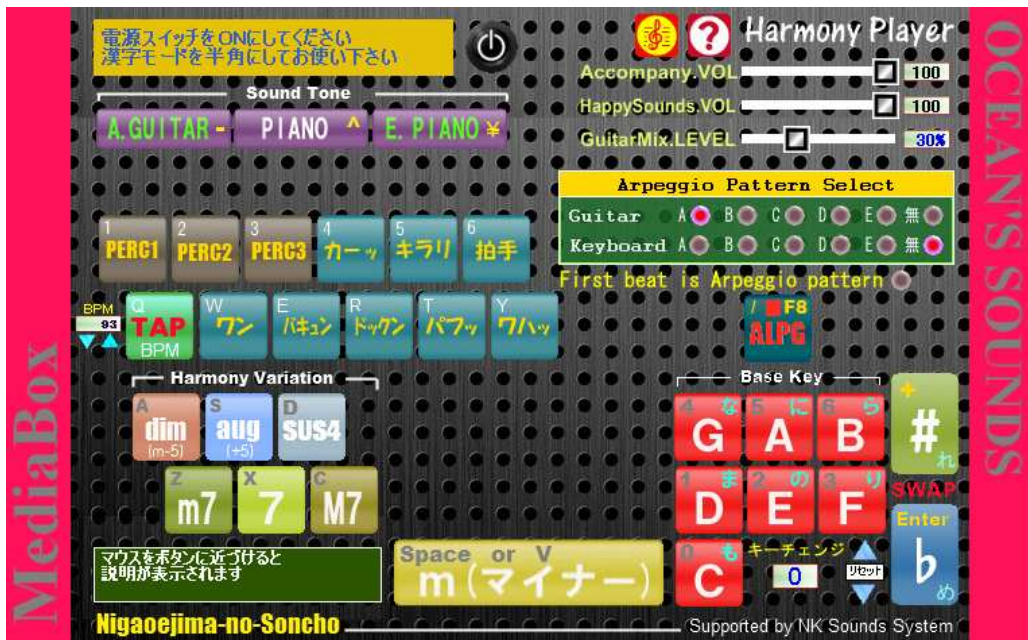 電源スイッチをONにしてください
漢字モードを半角にしてお使い下さい
Harmony Player
Accompany.VOL 100
HappySounds.VOL 100
GuitarMix.LEVEL 30%
Sound Tone
A.GUITAR -
PIANO ^
E. PIANO ¥
Arpeggio Pattern Select
Guitar A B C D E 無
Keyboard A B C D E 無
First beat is Arpeggio pattern
1 PERC1
2 PERC2
3 PERC3
4 カーッ
5 キラリ
6 拍手
BPM
93
Q TAP BPM
W ワン
E バキュン
R ドックン
T パフッ
Y ワハッ
/ F8
ALPG
Harmony Variation
A dim (m-5)
S aug (+5)
D SUS4
Z m7
X 7
C M7
Base Key
4 な G
5 に A
6 ら B
+ # れ
1 ま D
2 の E
3 り F
SWAP
0 も C
キーチェンジ
0
リセット
Enter ♭ め
マウスをボタンに近づけると
説明が表示されます
Space or V
m(マイナー)
Nigaoejima-no-Soncho
Supported by NK Sounds System
MediaBox
OCEAN'S SOUNDS